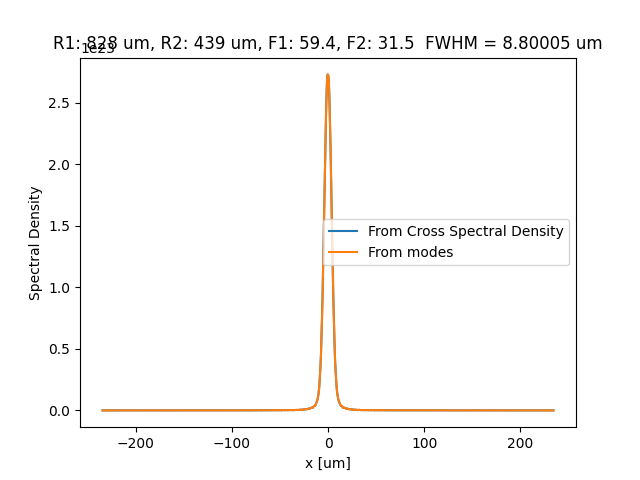 R1: 828 um, R2: 439 um, F1: 59.4, F2: 31.5  FWHM = 8.80005 um
1e23
2.5
2.0
1.5
1.0
0.5
0.0
Spectral Density
From Cross Spectral Density
From modes
−200
−100
0
100
200
x [um]